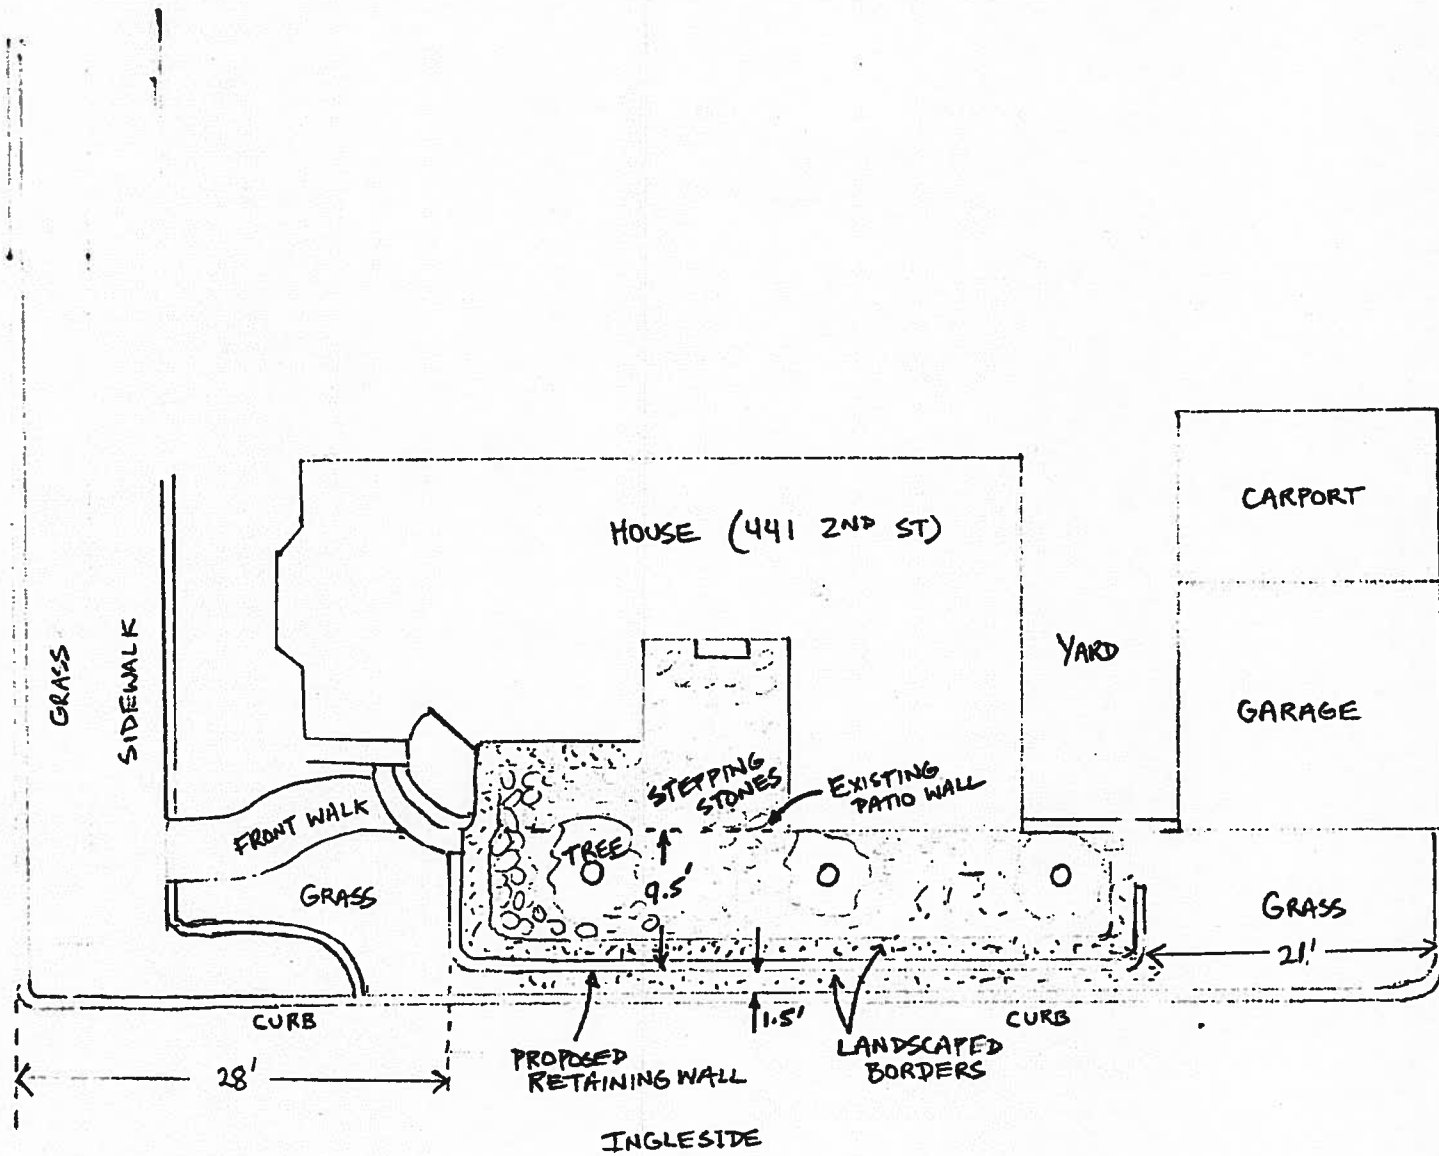 CARPORT
HOUSE (441 2ND ST)
YARD
GRASS
SIDEWALK
GARAGE
STEPPING
STONES
EXISTING
PATIO WALL
FRONT WALK
TREE
9.5'
GRASS
GRASS
21'
CURB
1.5'
CURB
PROPOSED
RETAINING WALL
LANDSCAPED
BORDERS
28'
INGLESIDE